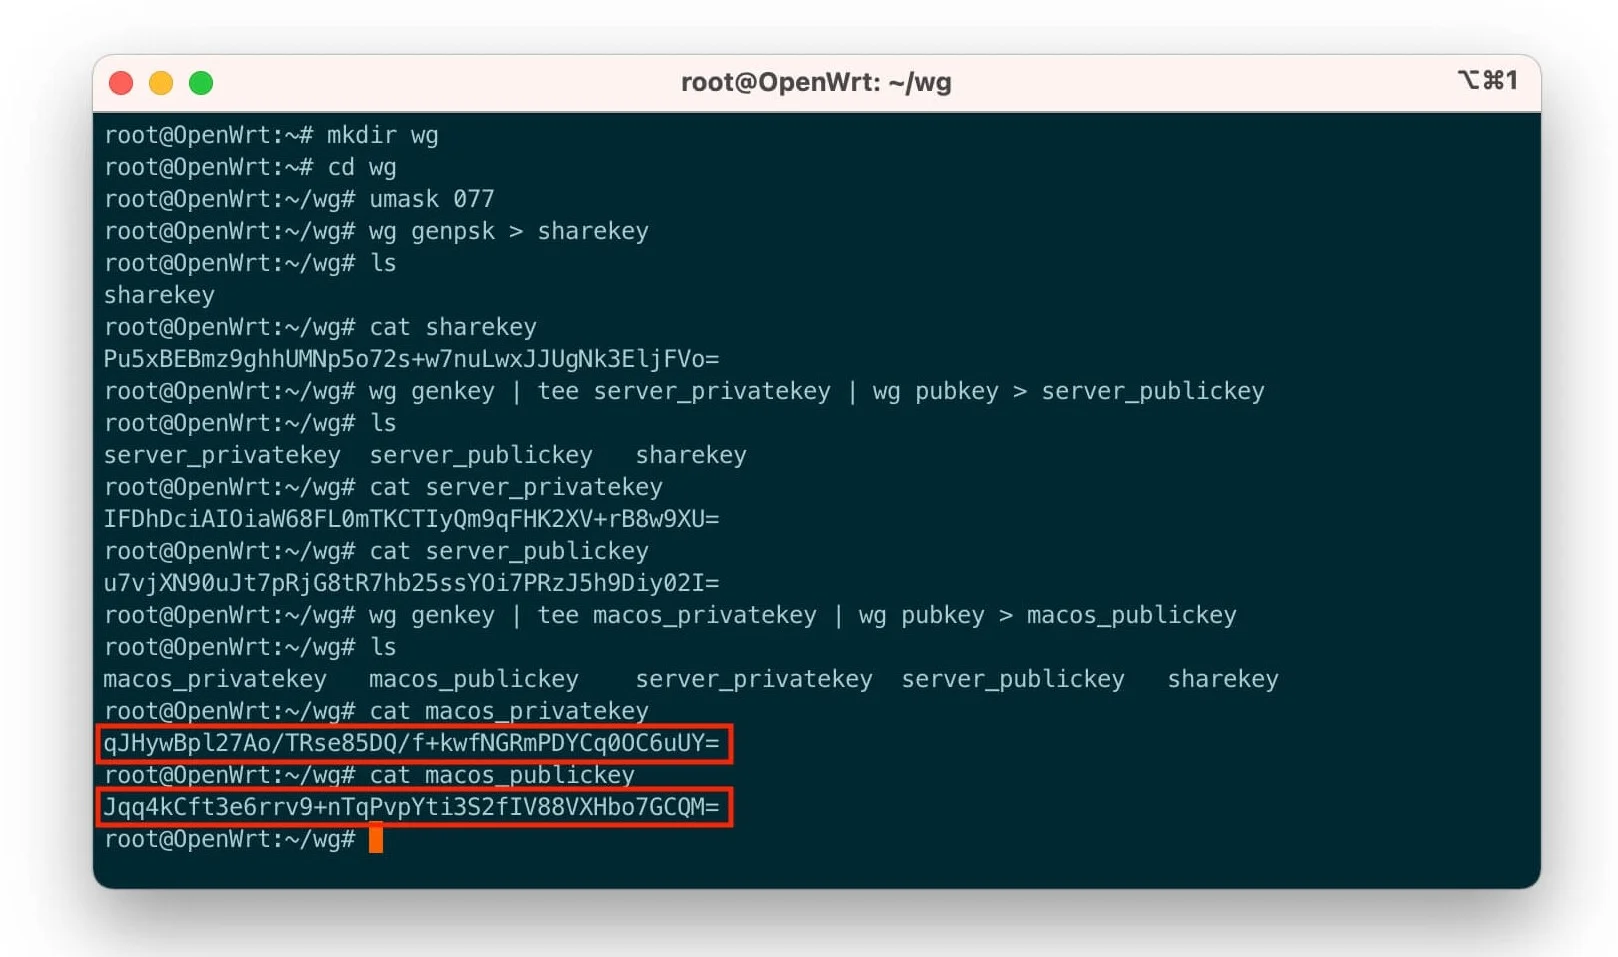 root@OpenWrt: ~/wg
⌥⌘1
root@OpenWrt:~# mkdir wg
root@OpenWrt:~# cd wg
root@OpenWrt:~/wg# umask 077
root@OpenWrt:~/wg# wg genpsk > sharekey
root@OpenWrt:~/wg# ls
sharekey
root@OpenWrt:~/wg# cat sharekey
Pu5xBEBmz9ghhUMNp5o72s+w7nuLwxJJUgNk3EljFVo=
root@OpenWrt:~/wg# wg genkey | tee server_privatekey | wg pubkey > server_publickey
root@OpenWrt:~/wg# ls
server_privatekey  server_publickey   sharekey
root@OpenWrt:~/wg# cat server_privatekey
IFDhDciAIOiaW68FL0mTKCTIyQm9qFHK2XV+rB8w9XU=
root@OpenWrt:~/wg# cat server_publickey
u7vjXN90uJt7pRjG8tR7hb25ssYOi7PRzJ5h9Diy02I=
root@OpenWrt:~/wg# wg genkey | tee macos_privatekey | wg pubkey > macos_publickey
root@OpenWrt:~/wg# ls
macos_privatekey   macos_publickey    server_privatekey  server_publickey   sharekey
root@OpenWrt:~/wg# cat macos_privatekey
qJHywBpl27Ao/TRse85DQ/f+kwfNGRmPDYCq0OC6uUY=
root@OpenWrt:~/wg# cat macos_publickey
Jqq4kCft3e6rrv9+nTqPvpYti3S2fIV88VXHbo7GCQM=
root@OpenWrt:~/wg#